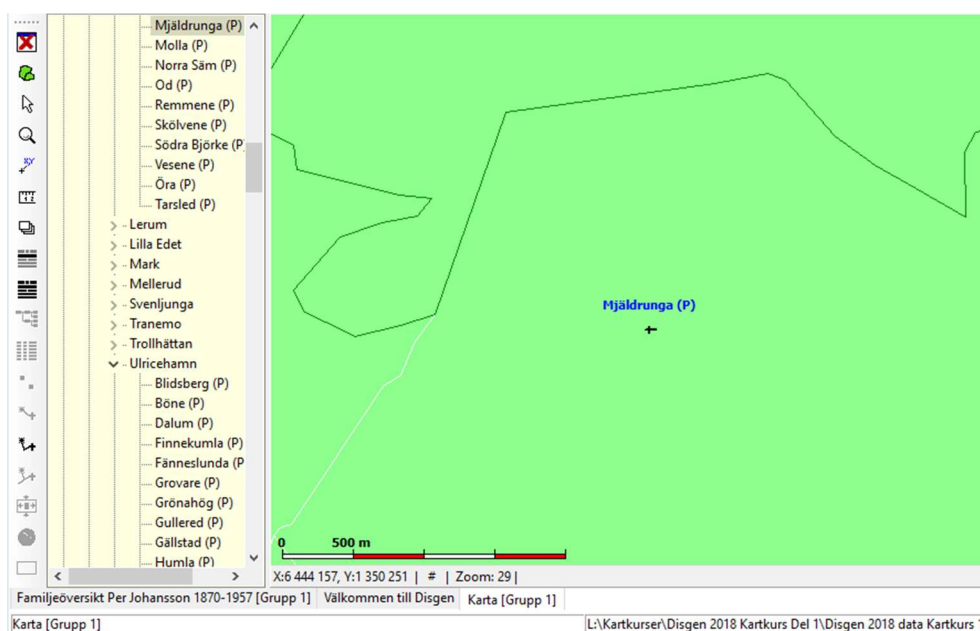 Mjäldrunga (P)
Molla (P)
Norra Säm (P)
Od (P)
Remmene (P)
Skölvene (P)
Södra Björke (P
Vesene (P)
Öra (P)
Tarsled (P)
Lerum
Lilla Edet
Mark
Mellerud
Svenljunga
Tranemo
Trollhättan
Ulricehamn
Blidsberg (P)
Böne (P)
Dalum (P)
Finnekumla (P)
Fänneslunda (P
Grovare (P)
Grönahög (P)
Gullered (P)
Gällstad (P)
Humla (P)
XY
Mjäldrunga (P)
0 500 m
X:6 444 157, Y:1 350 251 | # | Zoom: 29 |
Familjeöversikt Per Johansson 1870-1957 [Grupp 1] Välkommen till Disgen Karta [Grupp 1]
Karta [Grupp 1] L:\Kartkurser\Disgen 2018 Kartkurs Del 1\Disgen 2018 data Kartkurs